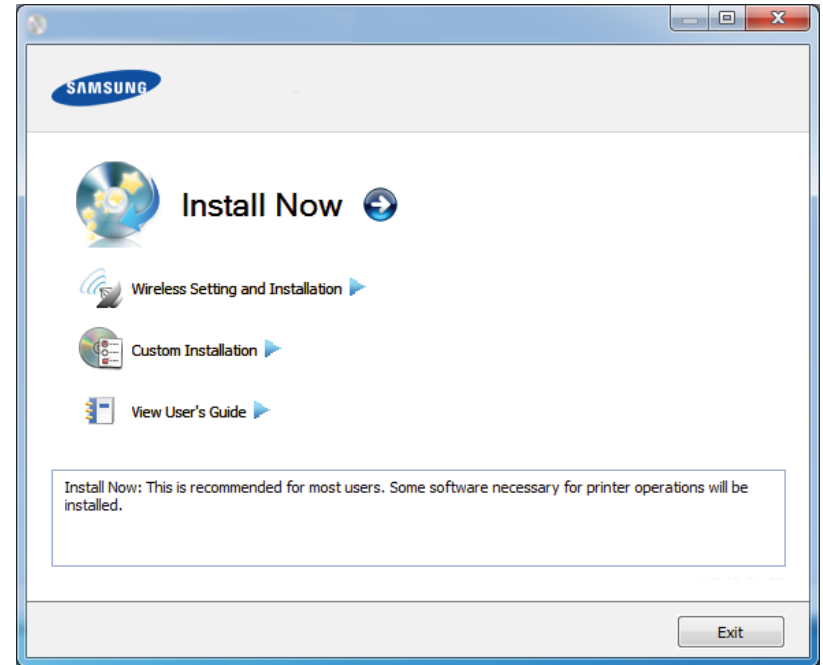 SAMSUNG
Install Now
Wireless Setting and Installation
Custom Installation
View User's Guide
Install Now: This is recommended for most users. Some software necessary for printer operations will be
installed.
Exit